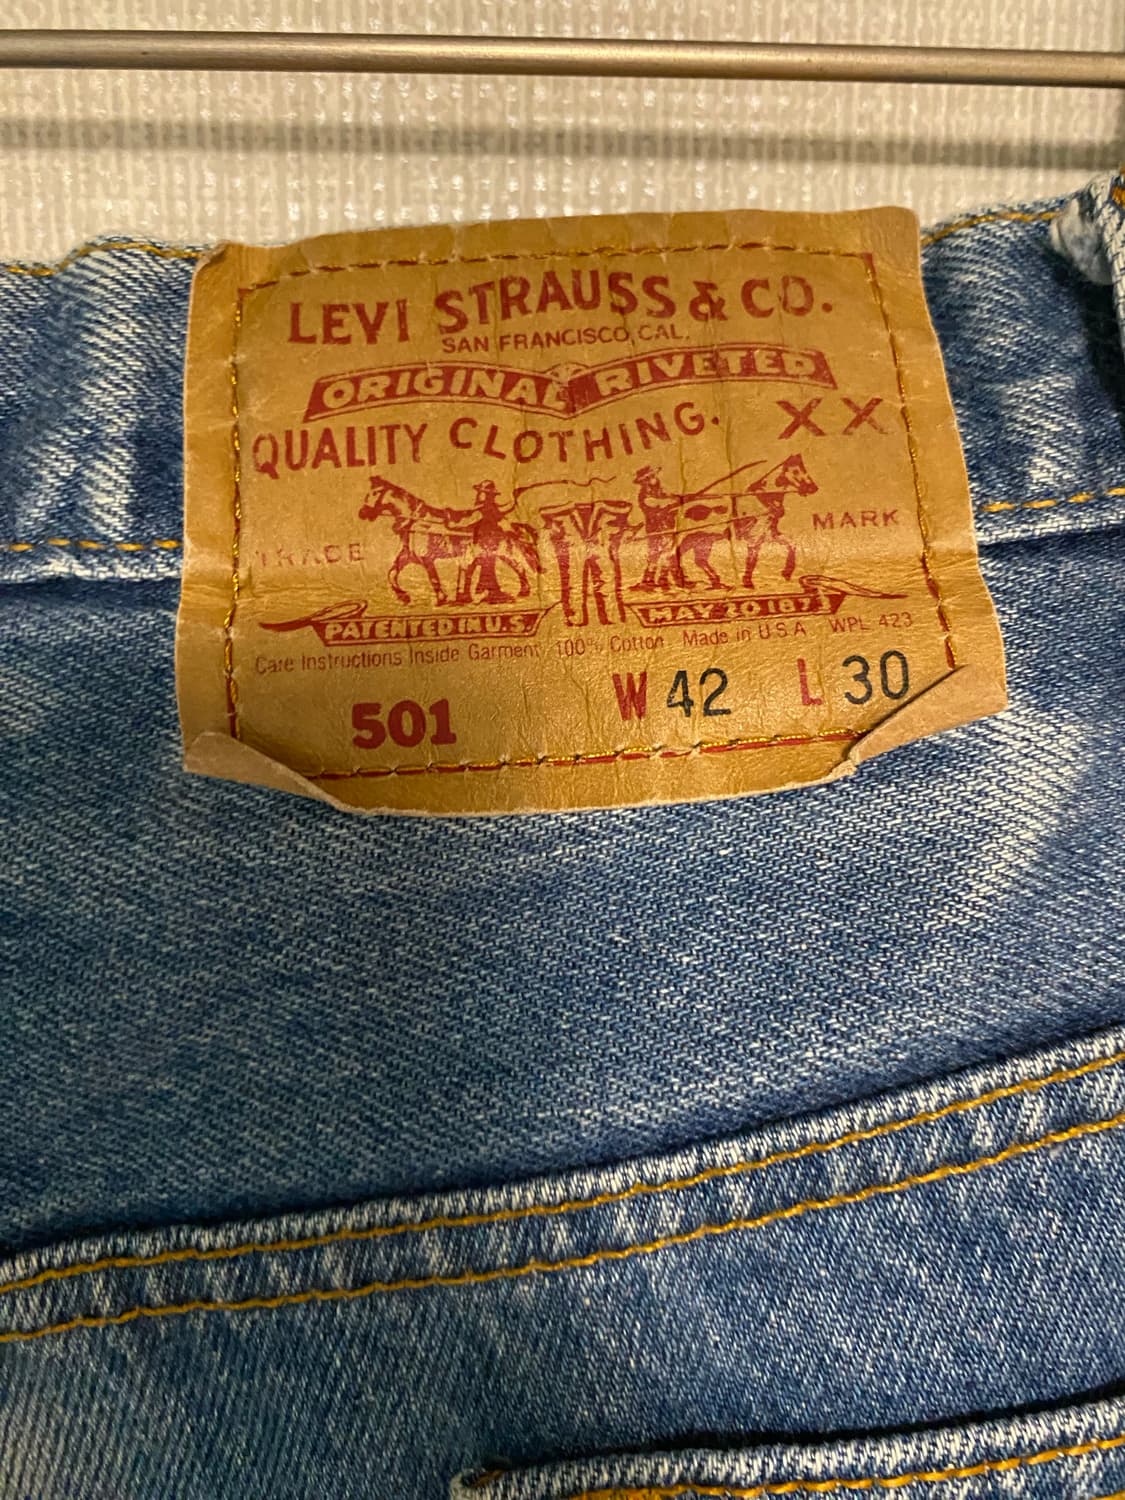 LEVI STRAUSS & CO.
SAN FRANCISCO, CAL.
ORIGINAL RIVETED
QUALITY CLOTHING. XX
TRADE MARK
PATENTED IN U.S. MAY 20 1873
Care Instructions Inside Garment 100% Cotton Made in U S A WPL 423
501 W 42 L 30